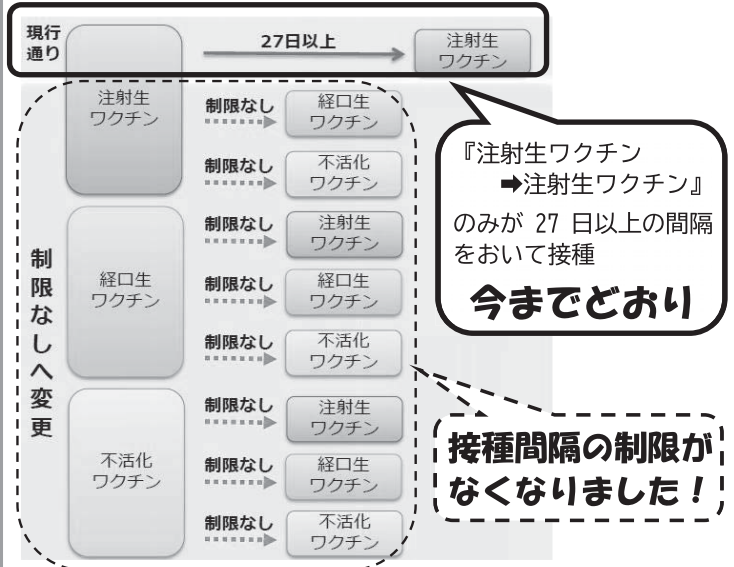 現行
通り
27日以上
注射生
ワクチン
注射生
ワクチン
制限なし
経口生
ワクチン
制限なし
不活化
ワクチン
制限なしへ変更
経口生
ワクチン
制限なし
注射生
ワクチン
制限なし
経口生
ワクチン
制限なし
不活化
ワクチン
不活化
ワクチン
制限なし
注射生
ワクチン
制限なし
経口生
ワクチン
制限なし
不活化
ワクチン
『注射生ワクチン
➡注射生ワクチン』
のみが 27 日以上の間隔
をおいて接種
今までどおり
接種間隔の制限が
なくなりました！